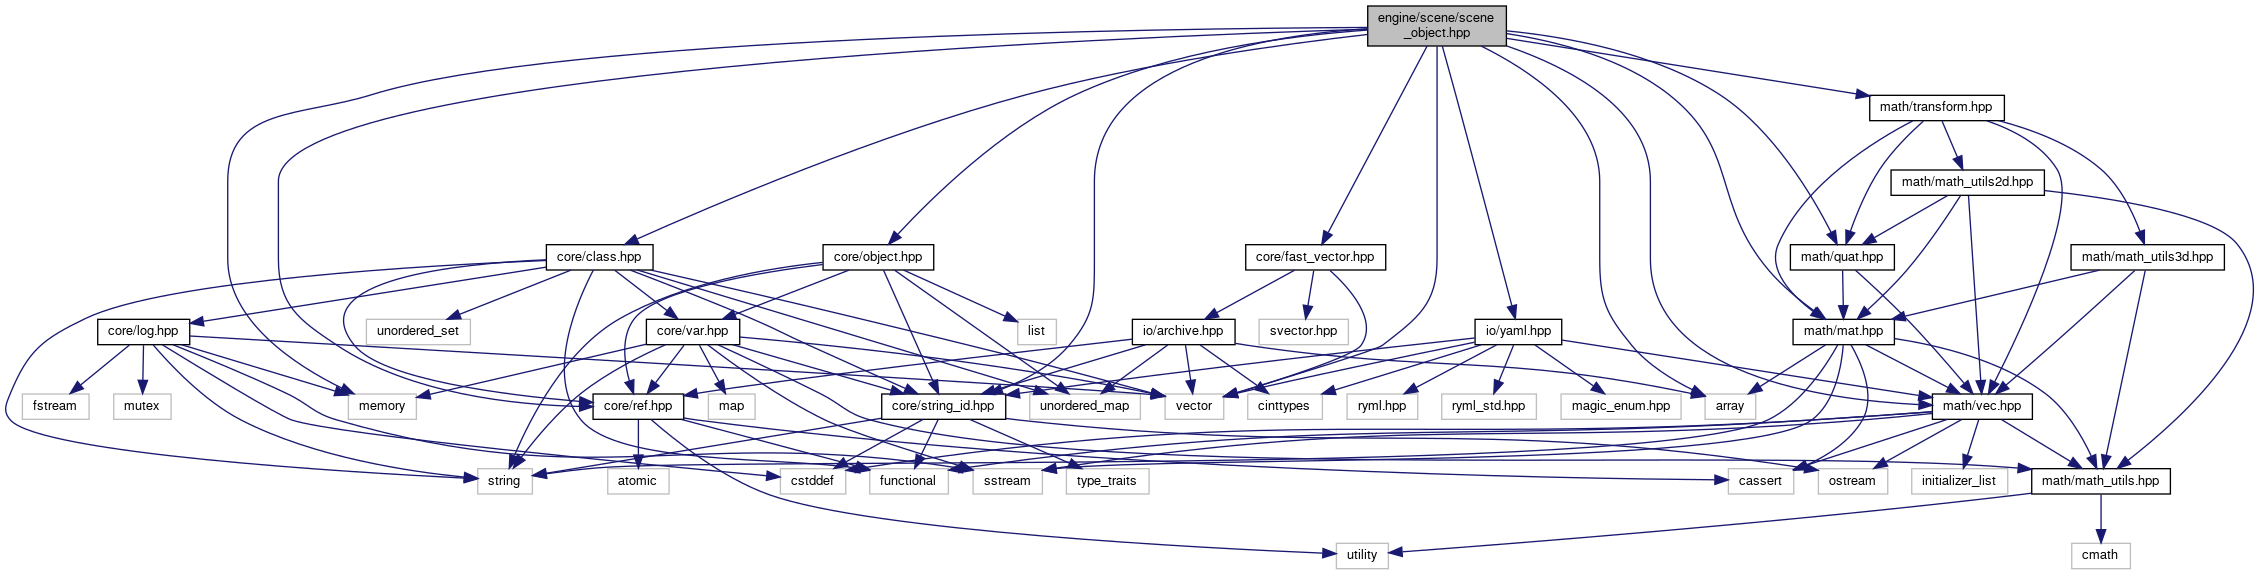 engine/scene/scene
_object.hpp
math/transform.hpp
math/math_utils2d.hpp
core/class.hpp
core/object.hpp
core/fast_vector.hpp
math/quat.hpp
math/math_utils3d.hpp
core/log.hpp
unordered_set
core/var.hpp
list
io/archive.hpp
svector.hpp
io/yaml.hpp
math/mat.hpp
fstream
mutex
memory
core/ref.hpp
map
core/string_id.hpp
unordered_map
vector
cinttypes
ryml.hpp
ryml_std.hpp
magic_enum.hpp
array
math/vec.hpp
string
atomic
cstddef
functional
sstream
type_traits
cassert
ostream
initializer_list
math/math_utils.hpp
utility
cmath